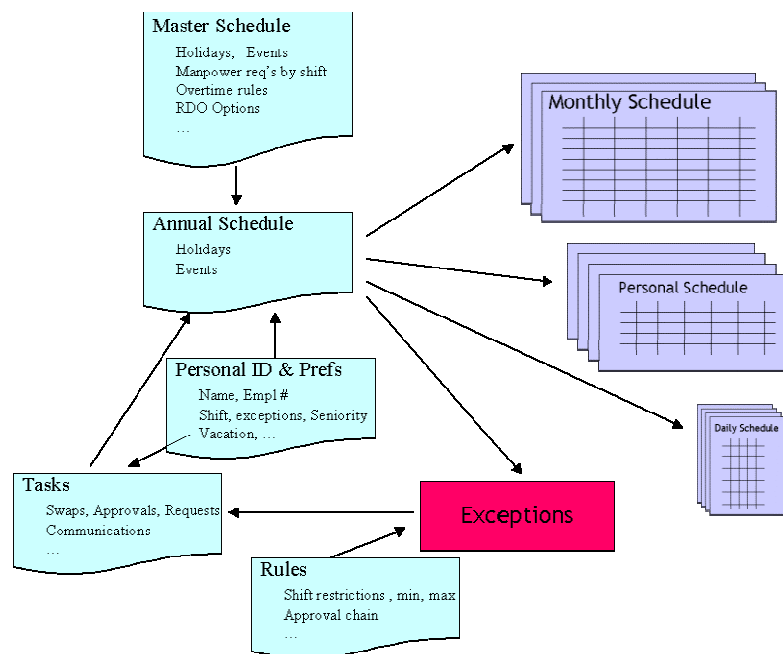 Master Schedule
Holidays, Events
Manpower req's by shift
Overtime rules
RDO Options
...
Monthly Schedule
Annual Schedule
Holidays
Events
Personal Schedule
Personal ID & Prefs
Name, Empl #
Shift, exceptions, Seniority
Vacation, ...
Daily Schedule
Tasks
Swaps, Approvals, Requests
Communications
...
Exceptions
Rules
Shift restrictions , min, max
Approval chain
...